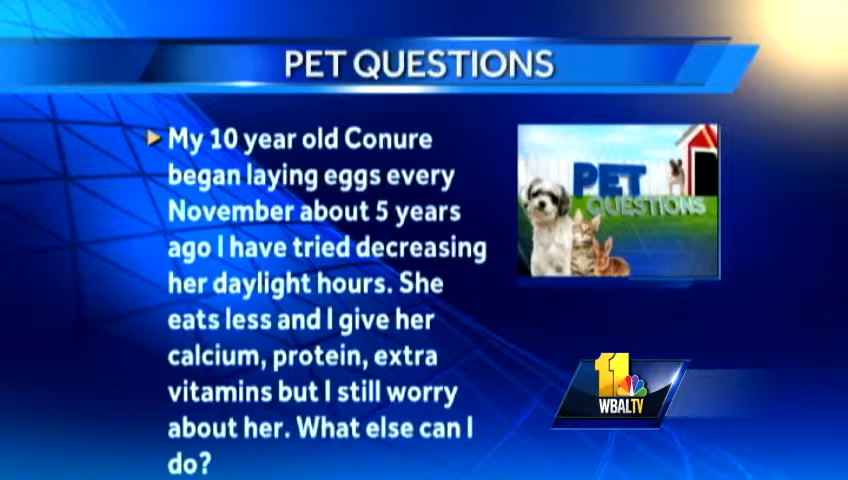 PET QUESTIONS
My 10 year old Conure
began laying eggs every
November about 5 years
ago I have tried decreasing
her daylight hours. She
eats less and I give her
calcium, protein, extra
vitamins but I still worry
about her. What else can I
do?
PET
QUESTIONS
11
WBALTV